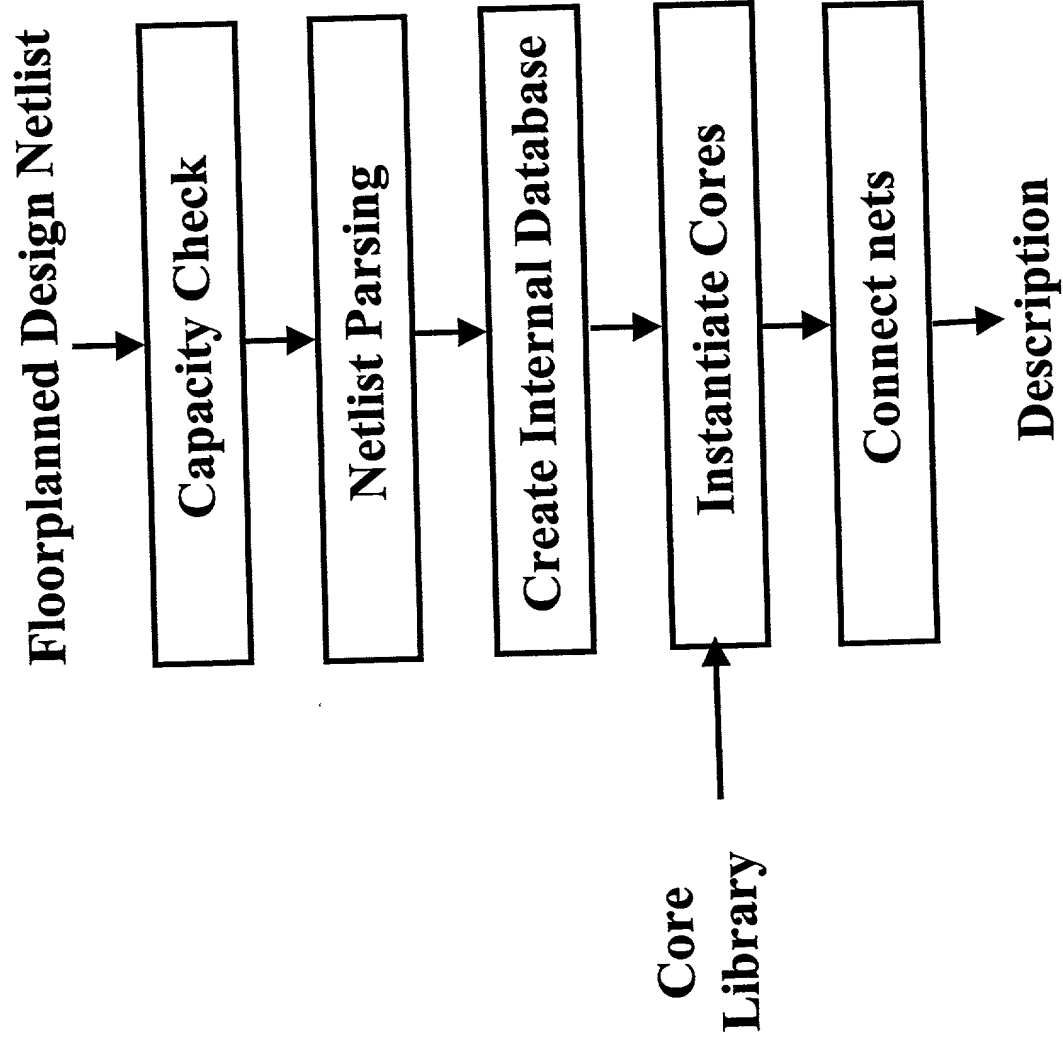 Floorplanned Design Netlist
Capacity Check
Netlist Parsing
Create Internal Database
Core
Library
Instantiate Cores
Connect nets
Description